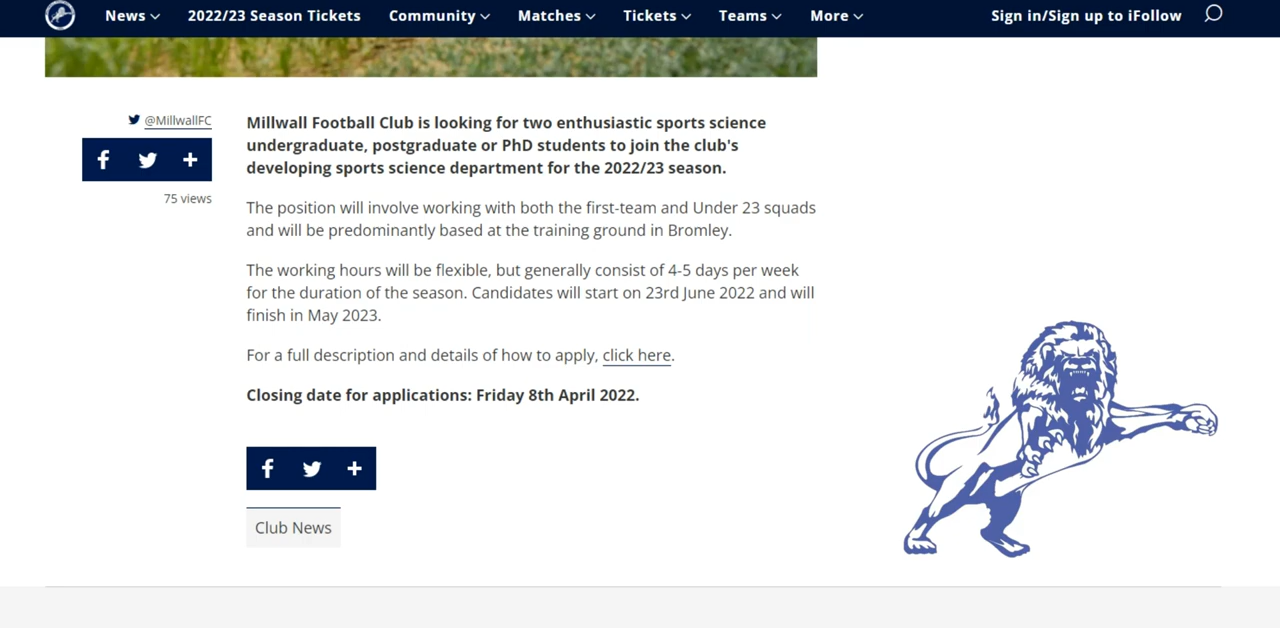 News 2022/23 Season Tickets Community Matches Tickets Teams More Sign in/Sign up to iFollow
@MillwallFC
75 views
Millwall Football Club is looking for two enthusiastic sports science
undergraduate, postgraduate or PhD students to join the club's
developing sports science department for the 2022/23 season.
The position will involve working with both the first-team and Under 23 squads
and will be predominantly based at the training ground in Bromley.
The working hours will be flexible, but generally consist of 4-5 days per week
for the duration of the season. Candidates will start on 23rd June 2022 and will
finish in May 2023.
For a full description and details of how to apply, click here.
Closing date for applications: Friday 8th April 2022.
Club News